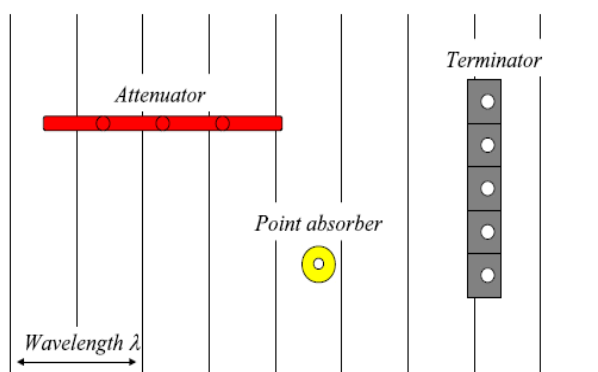 Terminator
Attenuator
Point absorber
Wavelength λ